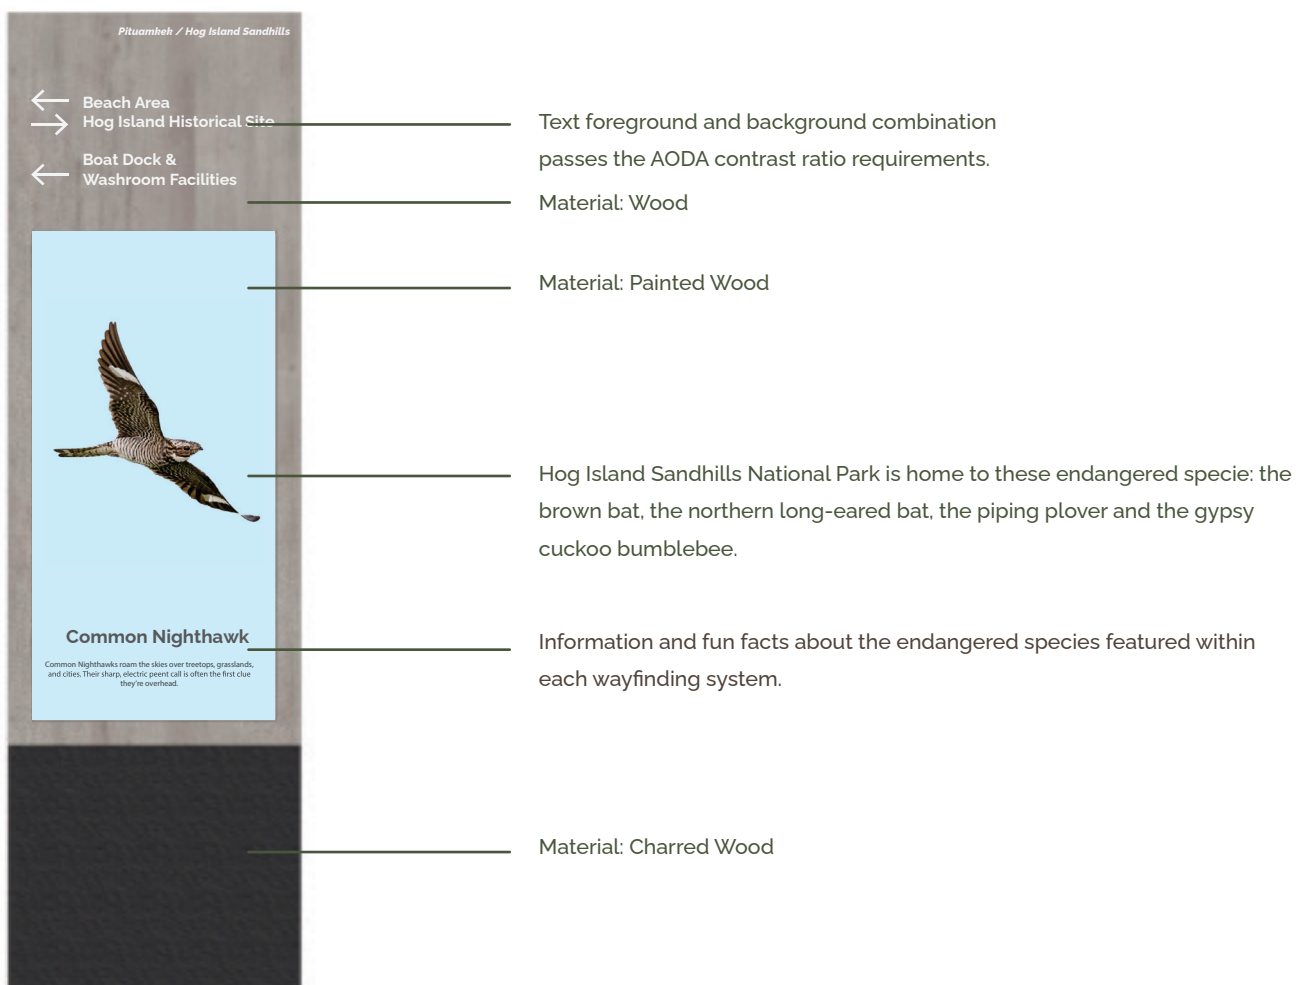 Pituamkek / Hog Island Sandhills
Beach Area
Hog Island Historical Site
Boat Dock &
Washroom Facilities
Common Nighthawk
Common Nighthawks roam the skies over treetops, grasslands,
and cities. Their sharp, electric peent call is often the first clue
they're overhead.
Text foreground and background combination
passes the AODA contrast ratio requirements.
Material: Wood
Material: Painted Wood
Hog Island Sandhills National Park is home to these endangered specie: the
brown bat, the northern long-eared bat, the piping plover and the gypsy
cuckoo bumblebee.
Information and fun facts about the endangered species featured within
each wayfinding system.
Material: Charred Wood